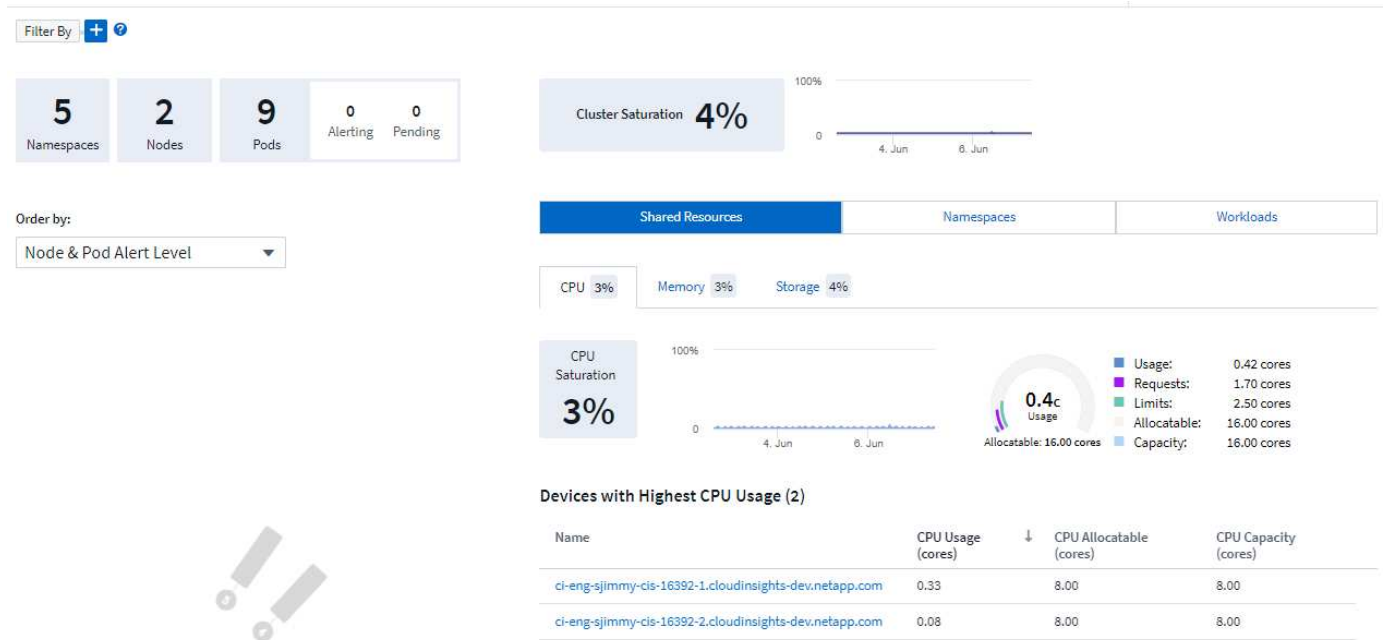 Filter By + ?
5 Namespaces
2 Nodes
9 Pods
0 Alerting
0 Pending
Cluster Saturation 4%
100%
0
4. Jun 6. Jun
Order by:
Node & Pod Alert Level
Shared Resources Namespaces Workloads
CPU 3% Memory 3% Storage 4%
CPU
Saturation
3%
100%
0
4. Jun 6. Jun
0.4c
Usage
Allocatable: 16.00 cores
Usage: 0.42 cores
Requests: 1.70 cores
Limits: 2.50 cores
Allocatable: 16.00 cores
Capacity: 16.00 cores
Devices with Highest CPU Usage (2)
Name CPU Usage ↓ CPU Allocatable CPU Capacity
(cores) (cores) (cores)
ci-eng-sjimmy-cis-16392-1.cloudinsights-dev.netapp.com 0.33 8.00 8.00
ci-eng-sjimmy-cis-16392-2.cloudinsights-dev.netapp.com 0.08 8.00 8.00